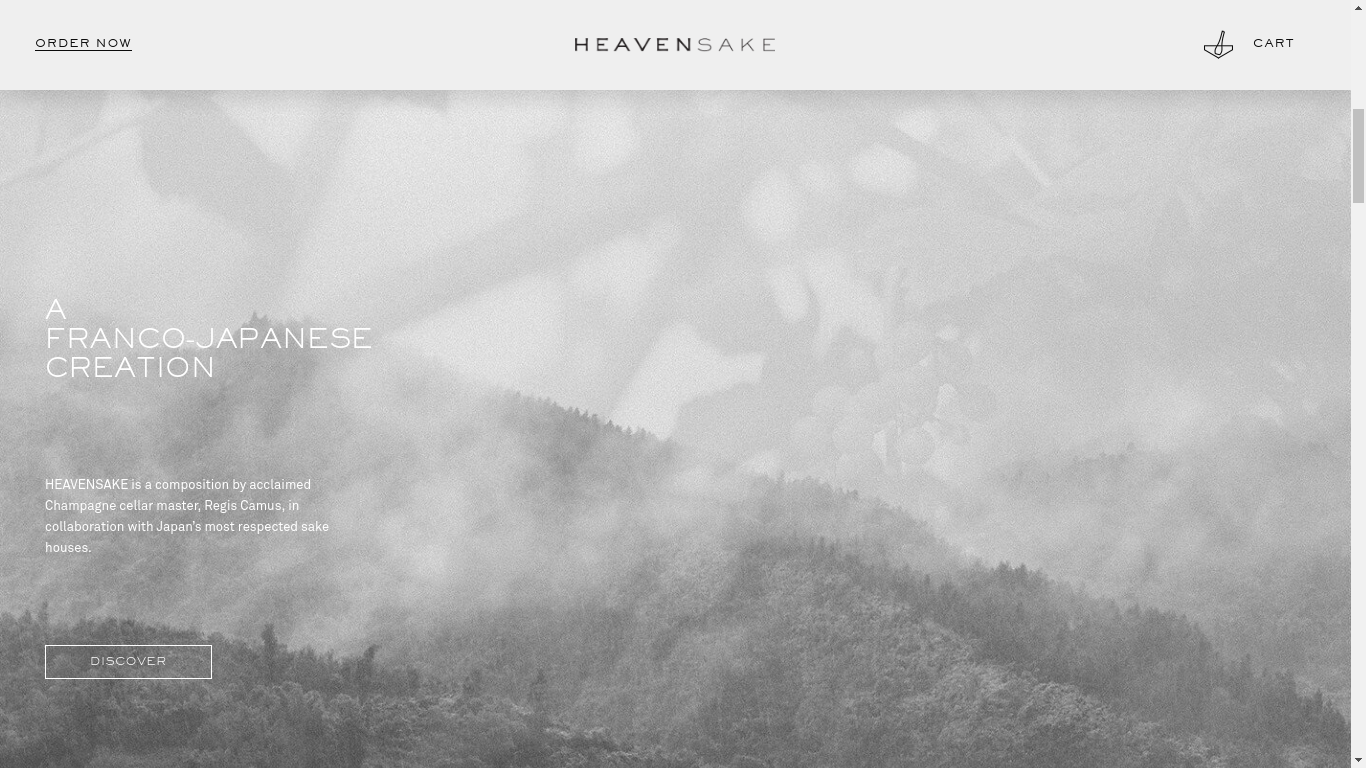 ORDER NOW
HEAVENSAKE
CART
A
FRANCO-JAPANESE
CREATION
HEAVENSAKE is a composition by acclaimed
Champagne cellar master, Regis Camus, in
collaboration with Japan's most respected sake
houses.
DISCOVER